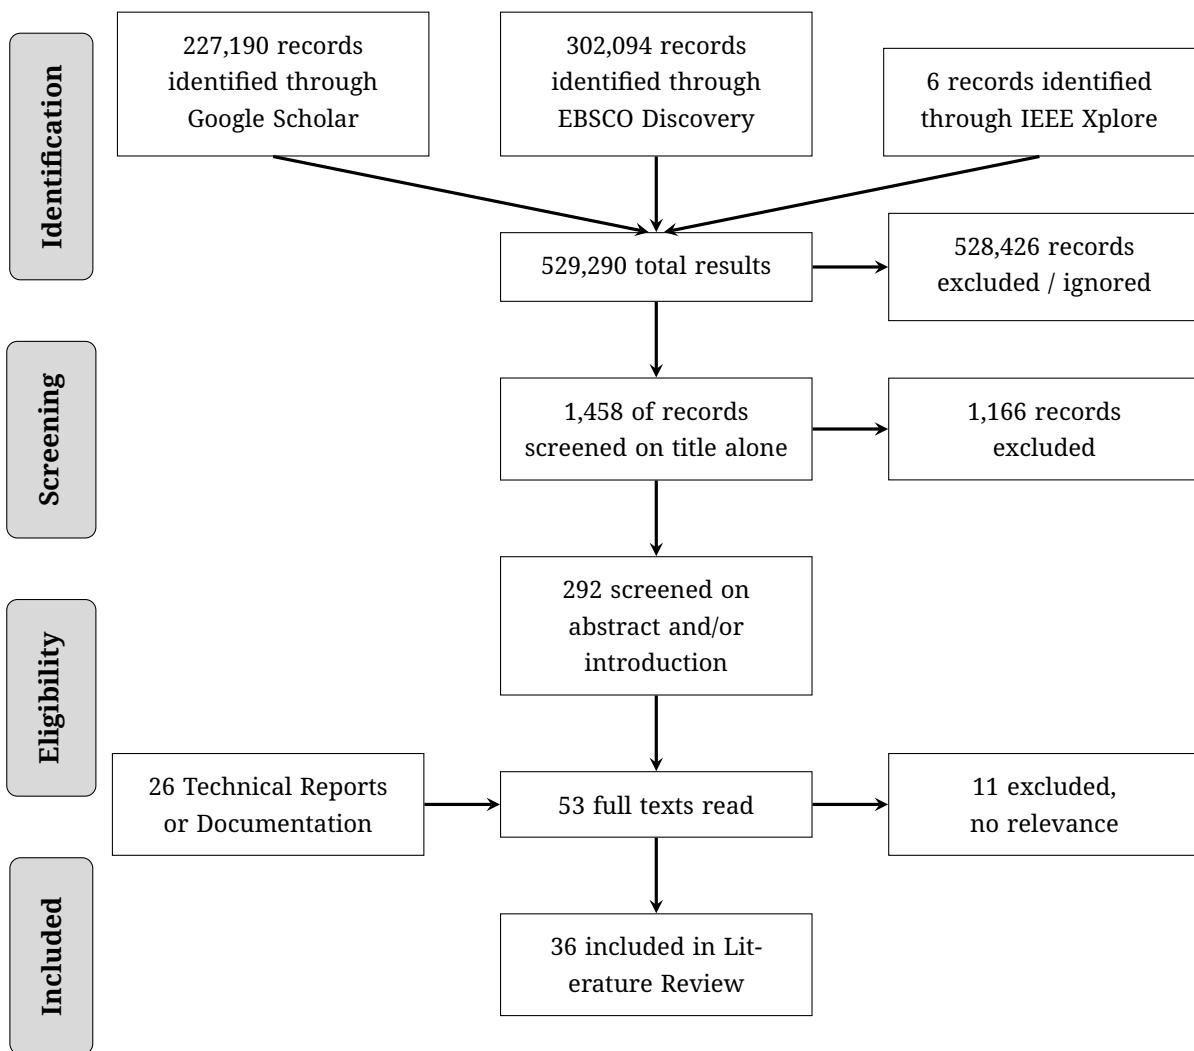 Identification
227,190 records
identified through
Google Scholar
302,094 records
identified through
EBSCO Discovery
6 records identified
through IEEE Xplore
529,290 total results
528,426 records
excluded / ignored
Screening
1,458 of records
screened on title alone
1,166 records
excluded
292 screened on
abstract and/or
introduction
Eligibility
26 Technical Reports
or Documentation
53 full texts read
11 excluded,
no relevance
Included
36 included in Lit-
erature Review